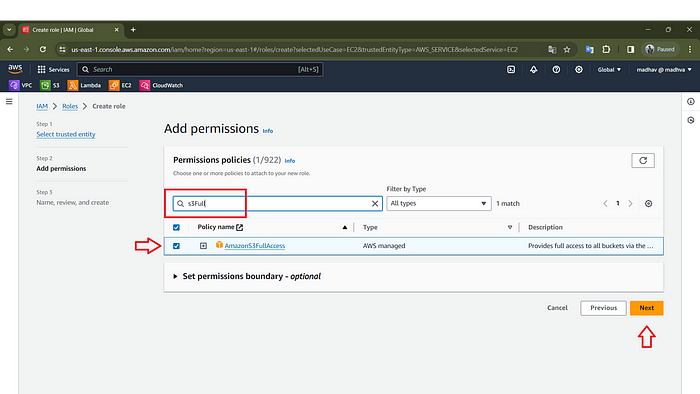 Create role | IAM | Global
us-east-1.console.aws.amazon.com/iam/home?region=us-east-1#/roles/create?selectedUseCase=EC2&trustedEntityType=AWS_SERVICE&selectedService=EC2
Paused
aws Services Search [Alt+S] Global madhav @ madhva
VPC S3 Lambda EC2 CloudWatch
IAM > Roles > Create role
Step 1
Select trusted entity
Step 2
Add permissions
Step 3
Name, review, and create
Add permissions Info
Permissions policies (1/922) Info
Choose one or more policies to attach to your new role.
Filter by Type
s3Full
All types
1 match
1
Policy name
Type
Description
AmazonS3FullAccess
AWS managed
Provides full access to all buckets via the ...
Set permissions boundary - optional
Cancel
Previous
Next